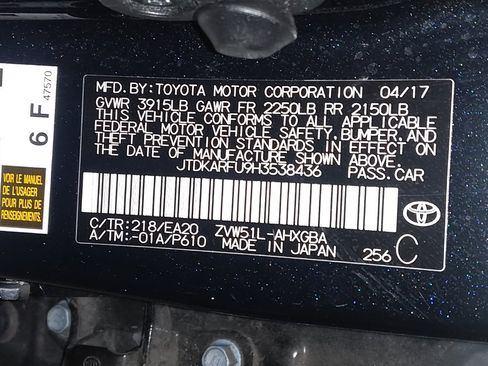 MFD.BY:TOYOTA MOTOR CORPORATION 04/17
GVWR 3915LB GAWR FR 2250LB RR 2150LB
THIS VEHICLE CONFORMS TO ALL APPLICABLE
FEDERAL MOTOR VEHICLE SAFETY, BUMPER, AND
THEFT PREVENTION STANDARDS IN EFFECT ON
THE DATE OF MANUFACTURE SHOWN ABOVE.
JTDKARFU9H3538436 PASS.CAR
C/TR:218/EA20 ZVW51L-AHXGBA
A/TM:-01A/P610 MADE IN JAPAN 256 C
TOYOTA
6 F 47570
VOIR LE MANUEL
DE L'USAGER
POUR PLUS DE
RENSEIGNEMENTS